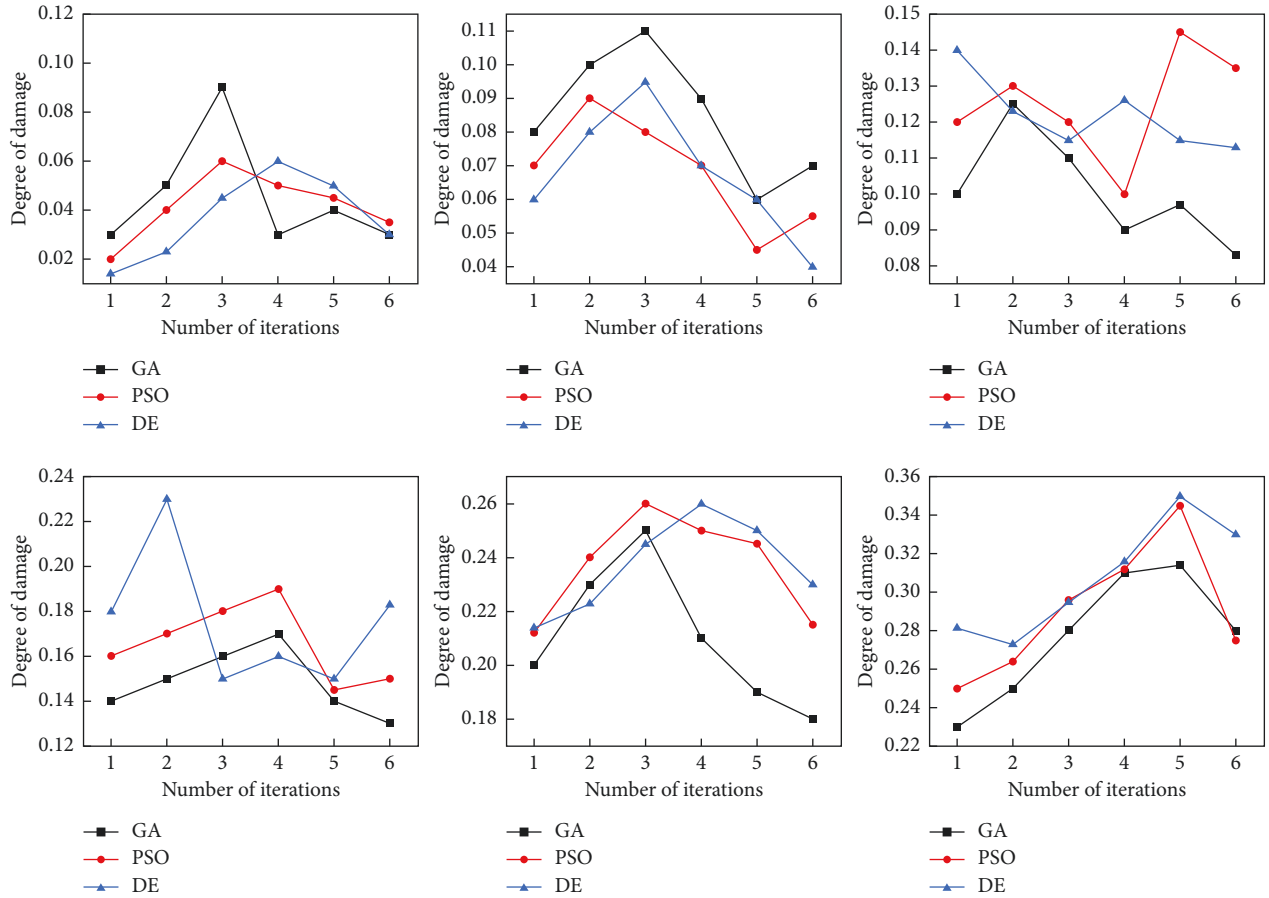 0.12
0.10
0.08
0.06
0.04
0.02
Degree of damage
1 2 3 4 5 6
Number of iterations
GA
PSO
DE
0.11
0.10
0.09
0.08
0.07
0.06
0.05
0.04
Degree of damage
1 2 3 4 5 6
Number of iterations
GA
PSO
DE
0.15
0.14
0.13
0.12
0.11
0.10
0.09
0.08
Degree of damage
1 2 3 4 5 6
Number of iterations
GA
PSO
DE
0.24
0.22
0.20
0.18
0.16
0.14
0.12
Degree of damage
1 2 3 4 5 6
Number of iterations
GA
PSO
DE
0.26
0.24
0.22
0.20
0.18
Degree of damage
1 2 3 4 5 6
Number of iterations
GA
PSO
DE
0.36
0.34
0.32
0.30
0.28
0.26
0.24
0.22
Degree of damage
1 2 3 4 5 6
Number of iterations
GA
PSO
DE